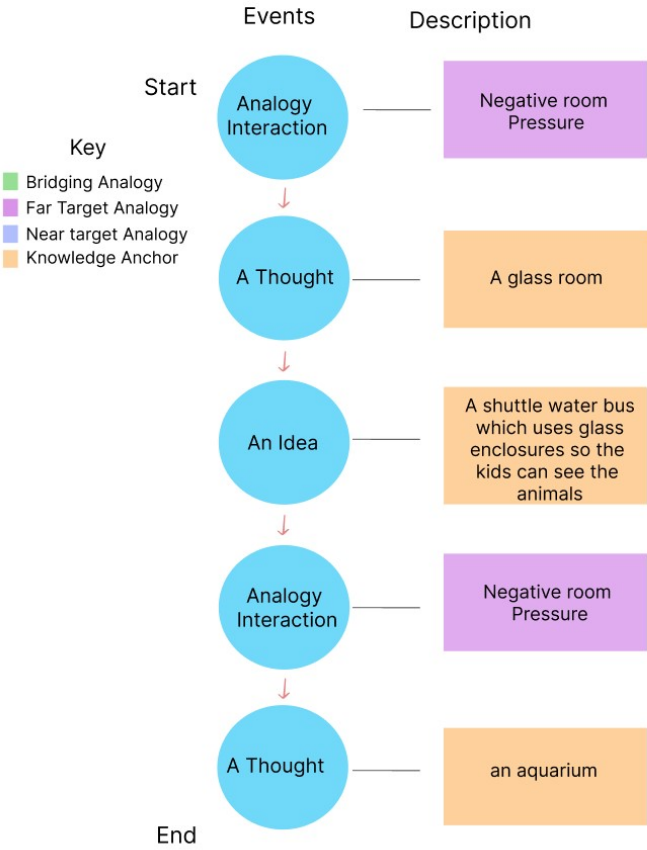 Events
Description
Start
Analogy
Interaction
Negative room
Pressure
Key
Bridging Analogy
Far Target Analogy
Near target Analogy
Knowledge Anchor
A Thought
A glass room
An Idea
A shuttle water bus
which uses glass
enclosures so the
kids can see the
animals
Analogy
Interaction
Negative room
Pressure
A Thought
an aquarium
End